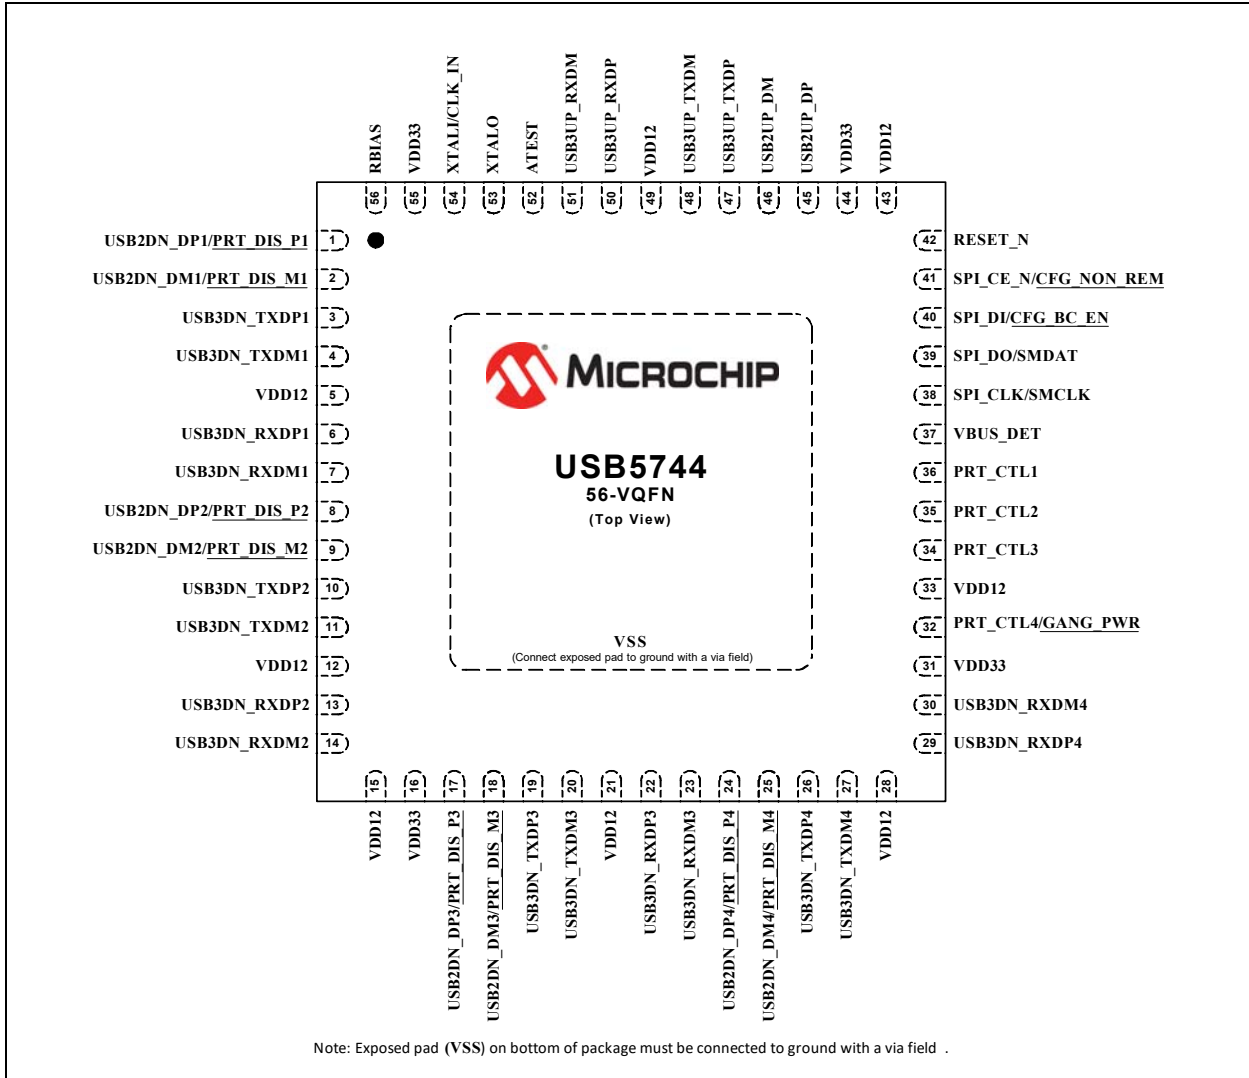 RBIAS
VDD33
XTALI/CLK_IN
XTALO
ATEST
USB3UP_RXDM
USB3UP_RXDP
VDD12
USB3UP_TXDM
USB3UP_TXDP
USB2UP_DM
USB2UP_DP
VDD33
VDD12
56
55
54
53
52
51
50
49
48
47
46
45
44
43
USB2DN_DP1/PRT_DIS_P1 1
USB2DN_DM1/PRT_DIS_M1 2
USB3DN_TXDP1 3
USB3DN_TXDM1 4
VDD12 5
USB3DN_RXDP1 6
USB3DN_RXDM1 7
USB2DN_DP2/PRT_DIS_P2 8
USB2DN_DM2/PRT_DIS_M2 9
USB3DN_TXDP2 10
USB3DN_TXDM2 11
VDD12 12
USB3DN_RXDP2 13
USB3DN_RXDM2 14
MICROCHIP®
USB5744
56-VQFN
(Top View)
VSS
(Connect exposed pad to ground with a via field)
42 RESET_N
41 SPI_CE_N/CFG_NON_REM
40 SPI_DI/CFG_BC_EN
39 SPI_DO/SMDAT
38 SPI_CLK/SMCLK
37 VBUS_DET
36 PRT_CTL1
35 PRT_CTL2
34 PRT_CTL3
33 VDD12
32 PRT_CTL4/GANG_PWR
31 VDD33
30 USB3DN_RXDM4
29 USB3DN_RXDP4
15
16
17
18
19
20
21
22
23
24
25
26
27
28
VDD12
VDD33
USB2DN_DP3/PRT_DIS_P3
USB2DN_DM3/PRT_DIS_M3
USB3DN_TXDP3
USB3DN_TXDM3
VDD12
USB3DN_RXDP3
USB3DN_RXDM3
USB2DN_DP4/PRT_DIS_P4
USB2DN_DM4/PRT_DIS_M4
USB3DN_TXDP4
USB3DN_TXDM4
VDD12
Note: Exposed pad (VSS) on bottom of package must be connected to ground with a via field .